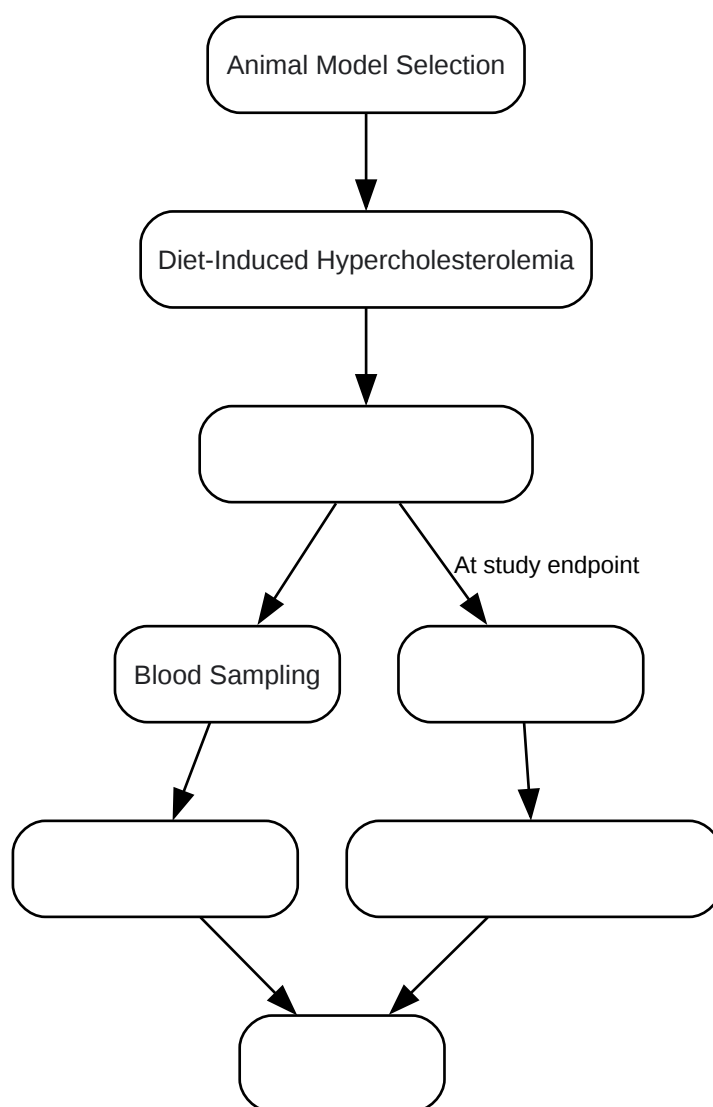 Animal Model Selection
Diet-Induced Hypercholesterolemia
At study endpoint
Blood Sampling